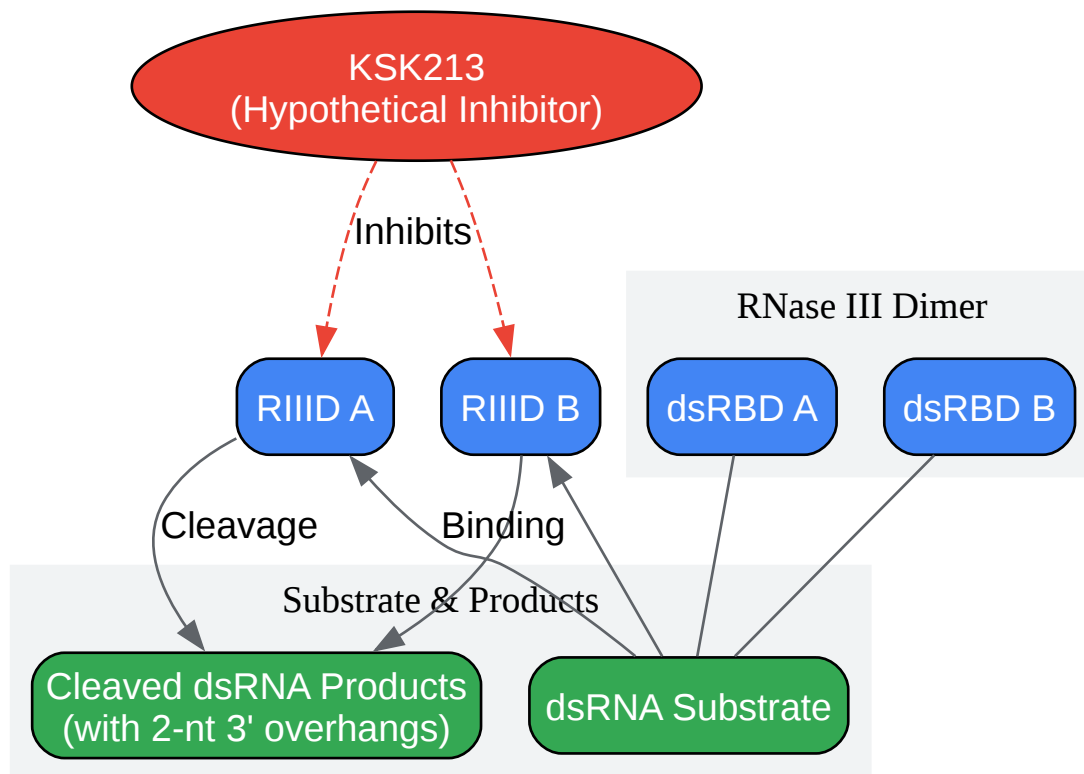 KSK213
(Hypothetical Inhibitor)
Inhibits
RNase III Dimer
RIIID A
RIIID B
dsRBD A
dsRBD B
Cleavage
Binding
Substrate & Products
Cleaved dsRNA Products
(with 2-nt 3' overhangs)
dsRNA Substrate